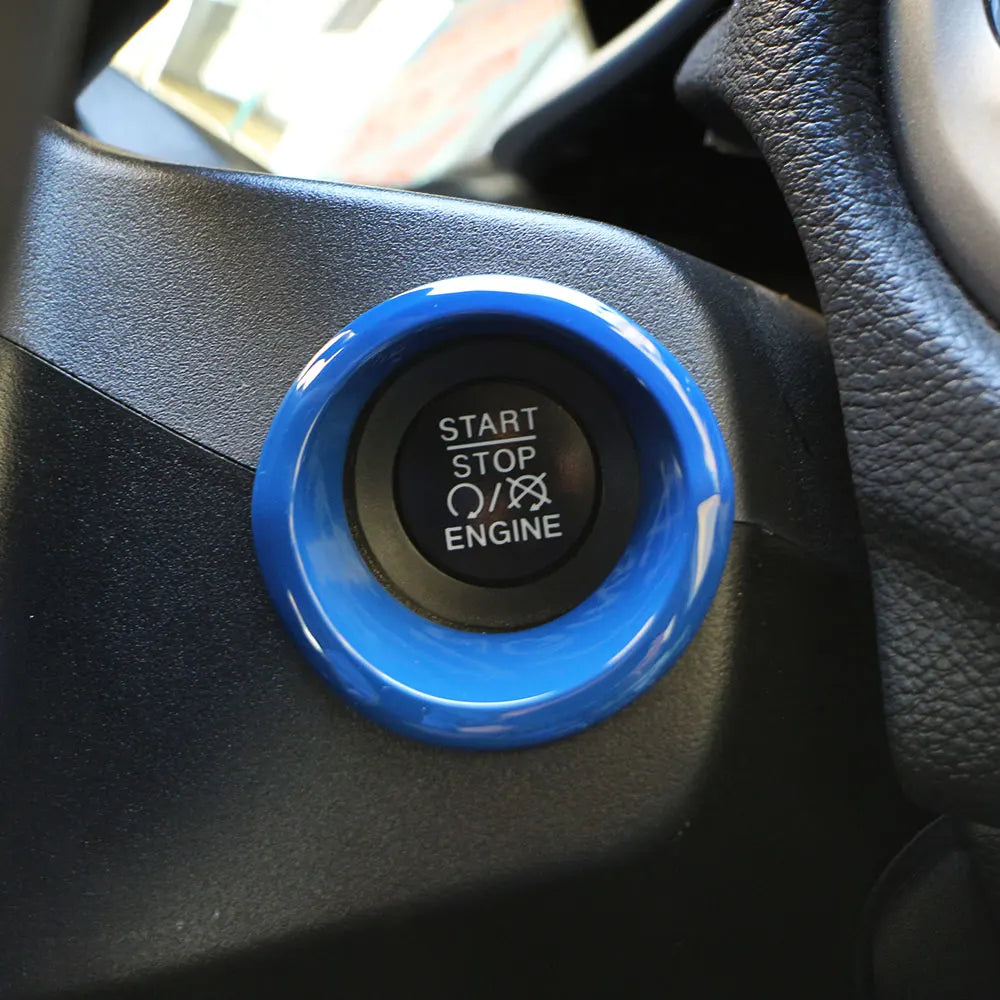 START
STOP
/
ENGINE